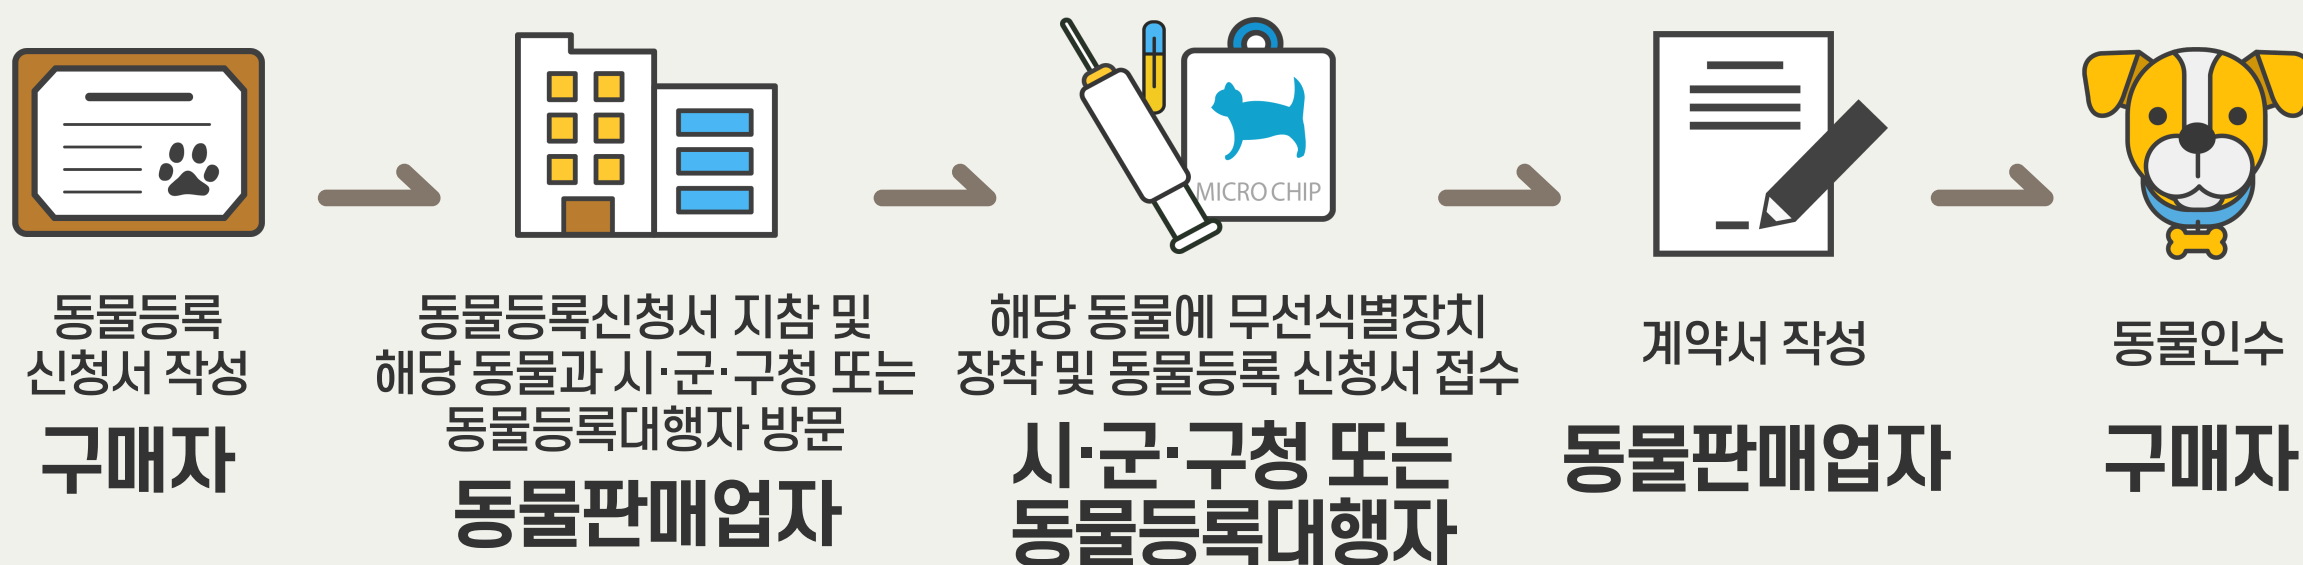 MICRO CHIP
동물등록
신청서 작성
구매자
동물등록신청서 지참 및
해당 동물과 시·군·구청 또는
동물등록대행자 방문
동물판매업자
해당 동물에 무선식별장치
장착 및 동물등록 신청서 접수
시·군·구청 또는
동물등록대행자
계약서 작성
동물판매업자
동물인수
구매자